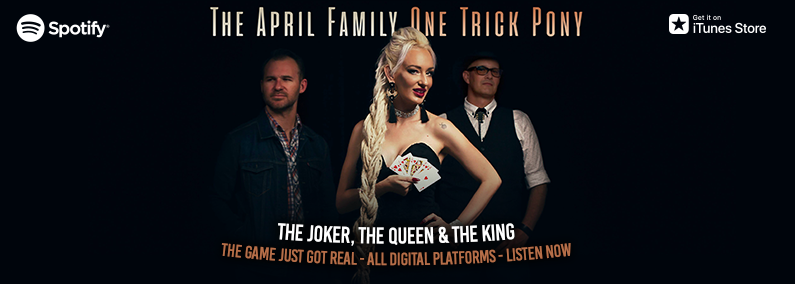 The April Family One Trick Pony
Spotify®
Get it on
iTunes Store
THE JOKER, THE QUEEN & THE KING
THE GAME JUST GOT REAL - ALL DIGITAL PLATFORMS - LISTEN NOW